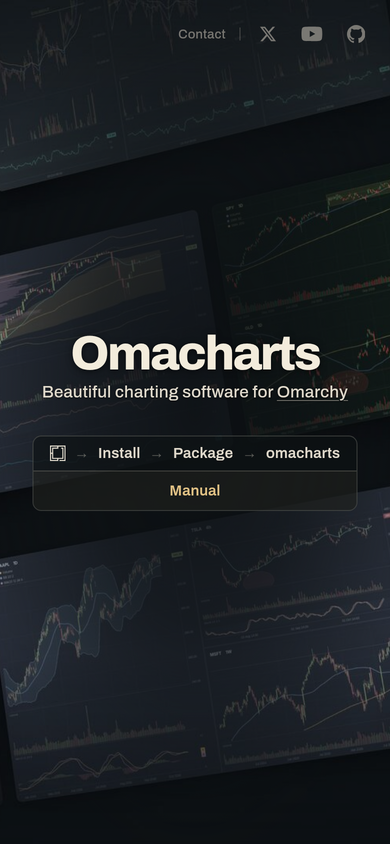 Contact
Omacharts
Beautiful charting software for Omarchy
→ Install → Package → omacharts
Manual